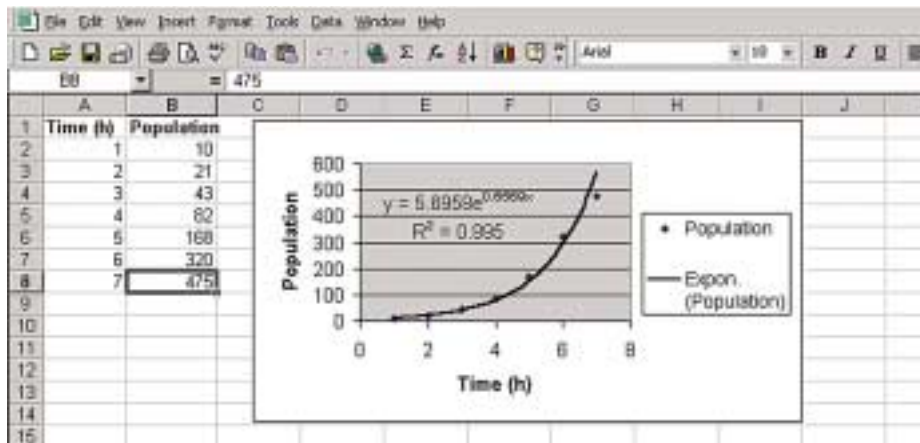 File Edit View Insert Format Tools Data Window Help
Arial 10 B I U
B8 = 475
A B C D E F G H I J
1 Time (h) Population
2 1 10
3 2 21
4 3 43
5 4 82
6 5 168
7 6 320
8 7 475
9
10
11
12
13
14
15
600
500
400
300
200
100
0
Population
y = 5.8959e
R² = 0.995
0 2 4 6 8
Time (h)
Population
Expon.
(Population)